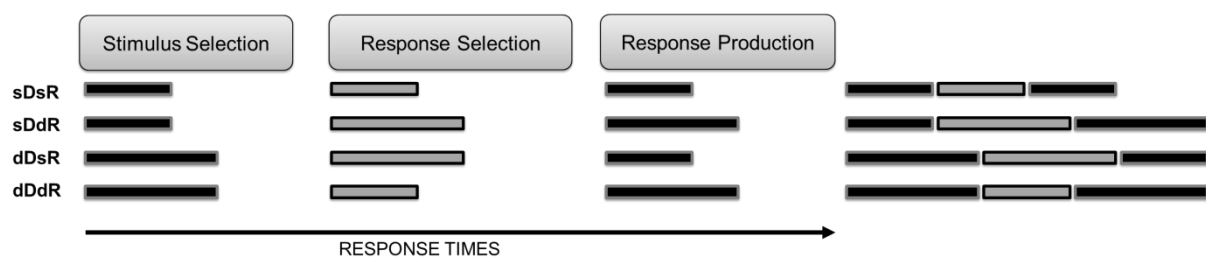 Stimulus Selection
Response Selection
Response Production
sDsR
sDdR
dDsR
dDdR
RESPONSE TIMES